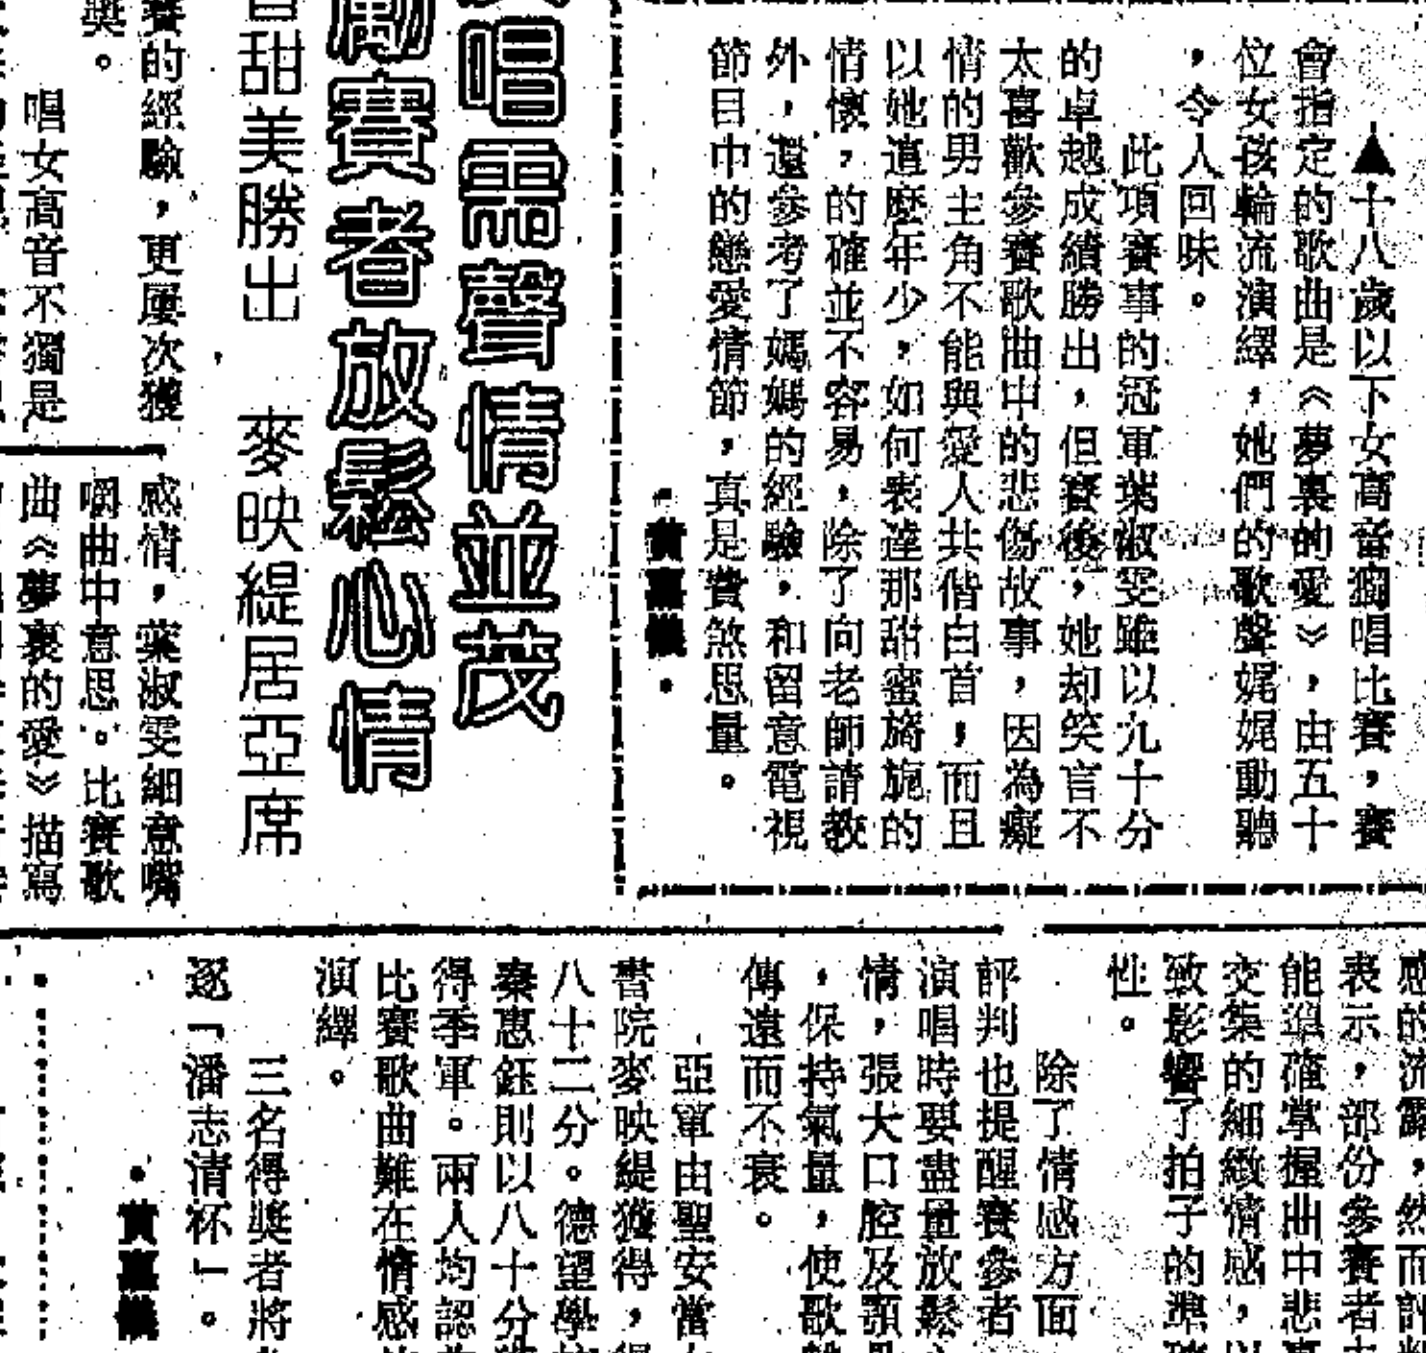 ▲十八歲以下女高音獨唱比賽，賽
會指定的歌曲是《夢裏的愛》，由五十
位女孩輪流演繹，她們的歌聲娓娓動聽
，令人回味。
此項賽事的冠軍葉淑雯雖以九十分
的卓越成績勝出，但賽後，她却笑言不
太喜歡參賽歌曲中的悲傷故事，因為癡
情的男主角不能與愛人共偕白首，而且
以她這麼年少，如何表達那甜蜜旖旎的
情懷，的確並不容易，除了向老師請教
外，還參考了媽媽的經驗，和留意電視
節目中的戀愛情節，真是費煞思量。
·黃嘉儀·
唱需聲情並茂
勵賽者放鬆心情
甜美勝出 麥映緹居亞席
賽的經驗，更屢次獲
獎。
唱女高音不獨是
感情，葉淑雯細意嘴
嚼曲中意思。比賽歌
曲《夢裏的愛》描寫
感的流露，然而評判
表示，部份參賽者未
能準確掌握曲中悲喜
交集的細緻情感，以
致影響了拍子的準確
性。
除了情感方面
評判也提醒賽參者
演唱時要盡量放鬆心
情，張大口腔及顎
，保持氣量，使歌聲
傳遠而不衰。
亞軍由聖安當女
書院麥映緹獲得，得
八十二分。德望學校
秦惠鈺則以八十分獲
得季軍。兩人均認為
比賽歌曲難在情感
演繹。
三名得獎者將
逐「潘志清杯」。
·黃嘉儀